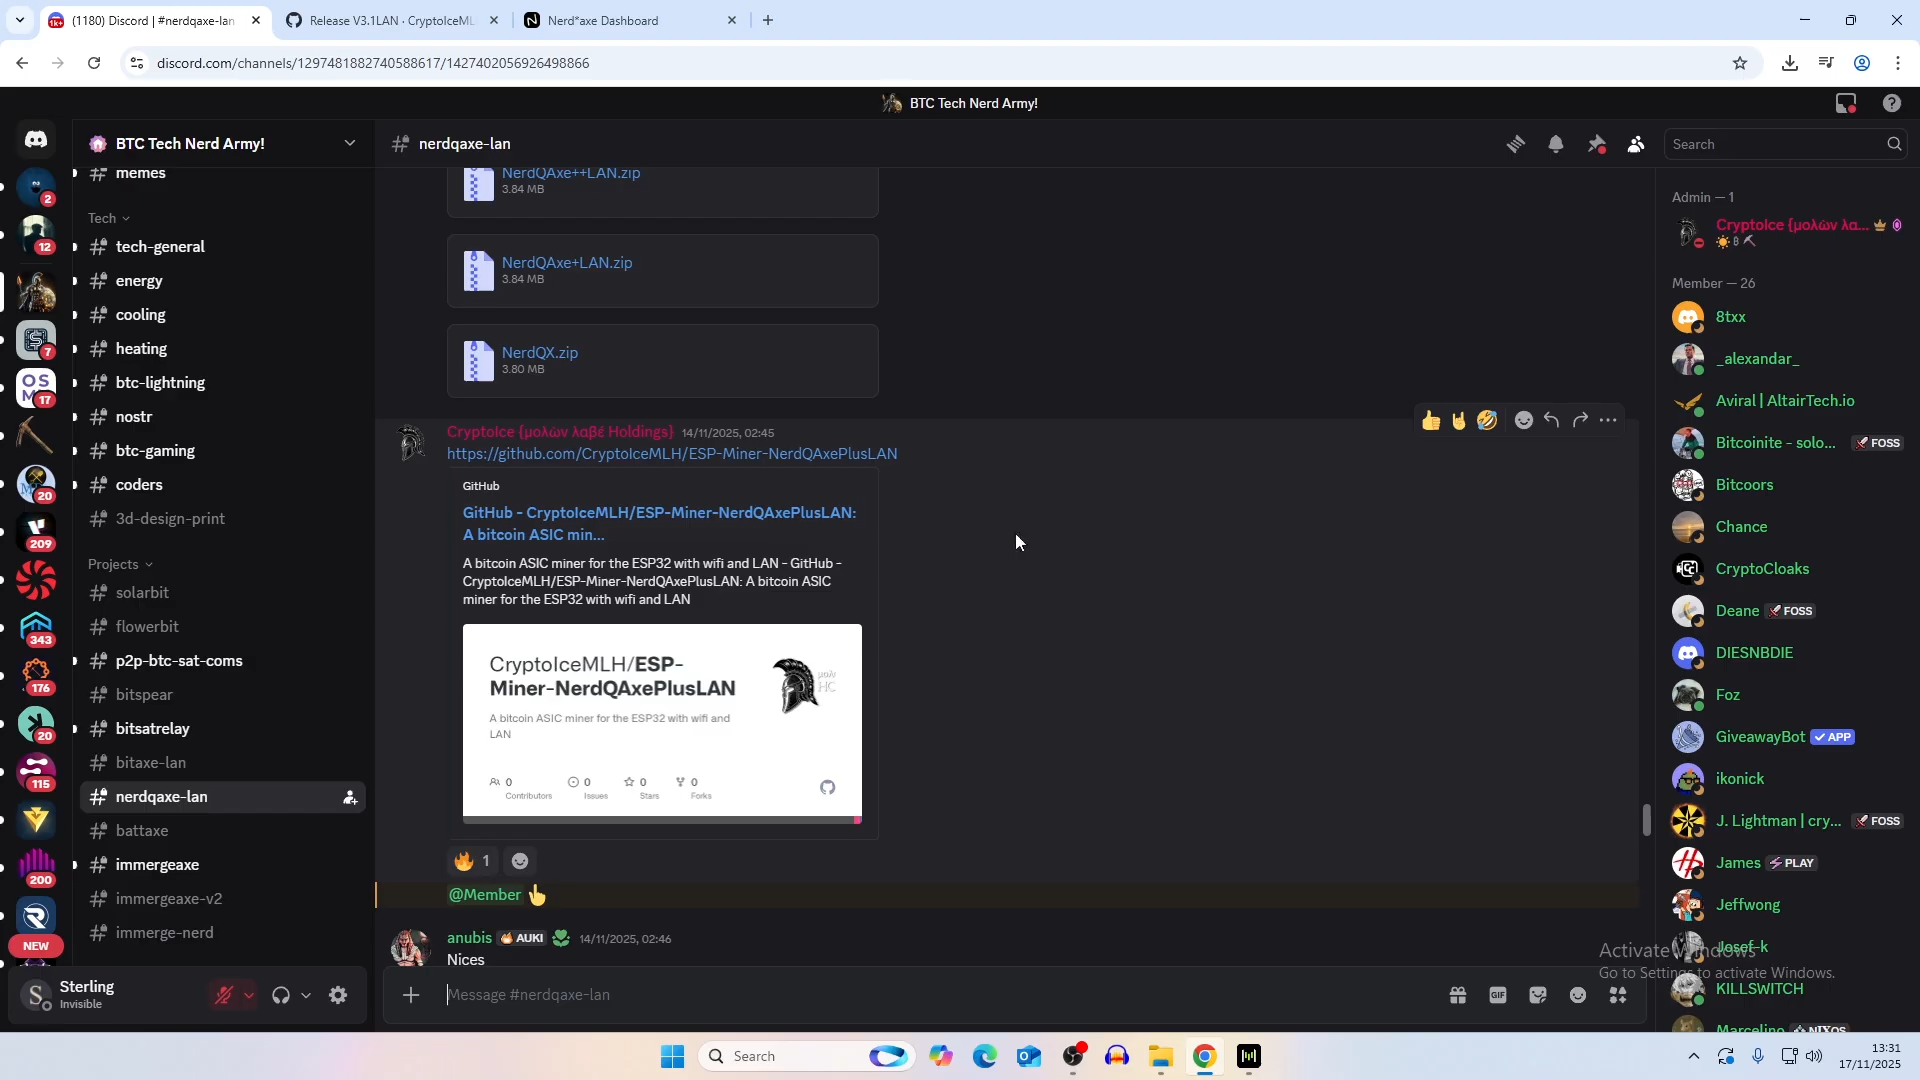 (1180) Discord | #nerdqaxe-lan
Release V3.1LAN · CryptoIceML
Nerd*axe Dashboard
discord.com/channels/1297481882740588617/1427402056926498866
BTC Tech Nerd Army!
BTC Tech Nerd Army!
nerdqaxe-lan
Search
memes
Tech
tech-general
energy
cooling
heating
btc-lightning
nostr
btc-gaming
coders
3d-design-print
Projects
solarbit
flowerbit
p2p-btc-sat-coms
bitspear
bitsatrelay
bitaxe-lan
nerdqaxe-lan
battaxe
immergeaxe
immergeaxe-v2
immerge-nerd
2
12
7
OS
17
20
209
343
176
20
115
200
NEW
Sterling
Invisible
NerdQAxe++LAN.zip
3.84 MB
NerdQAxe+LAN.zip
3.84 MB
NerdQX.zip
3.80 MB
CryptoIce {μολών λαβέ Holdings} 14/11/2025, 02:45
https://github.com/CryptoIceMLH/ESP-Miner-NerdQAxePlusLAN
GitHub
GitHub - CryptoIceMLH/ESP-Miner-NerdQAxePlusLAN:
A bitcoin ASIC min...
A bitcoin ASIC miner for the ESP32 with wifi and LAN - GitHub -
CryptoIceMLH/ESP-Miner-NerdQAxePlusLAN: A bitcoin ASIC
miner for the ESP32 with wifi and LAN
CryptoIceMLH/ESP-
Miner-NerdQAxePlusLAN
A bitcoin ASIC miner for the ESP32 with wifi and
LAN
0
Contributors
0
Issues
0
Stars
0
Forks
1
@Member
anubis AUKI 14/11/2025, 02:46
Nices
Message #nerdqaxe-lan
GIF
Admin — 1
CryptoIce {μολών λα...
Member — 26
8txx
_alexandar_
Aviral | AltairTech.io
Bitcoinite - solo... FOSS
Bitcoors
Chance
CryptoCloaks
Deane FOSS
DIESNBDIE
Foz
GiveawayBot APP
ikonick
J. Lightman | cry... FOSS
James PLAY
Jeffwong
Josef-k
KILLSWITCH
Marcelino NIXOS
Activate Windows
Go to Settings to activate Windows.
Search
13:31
17/11/2025